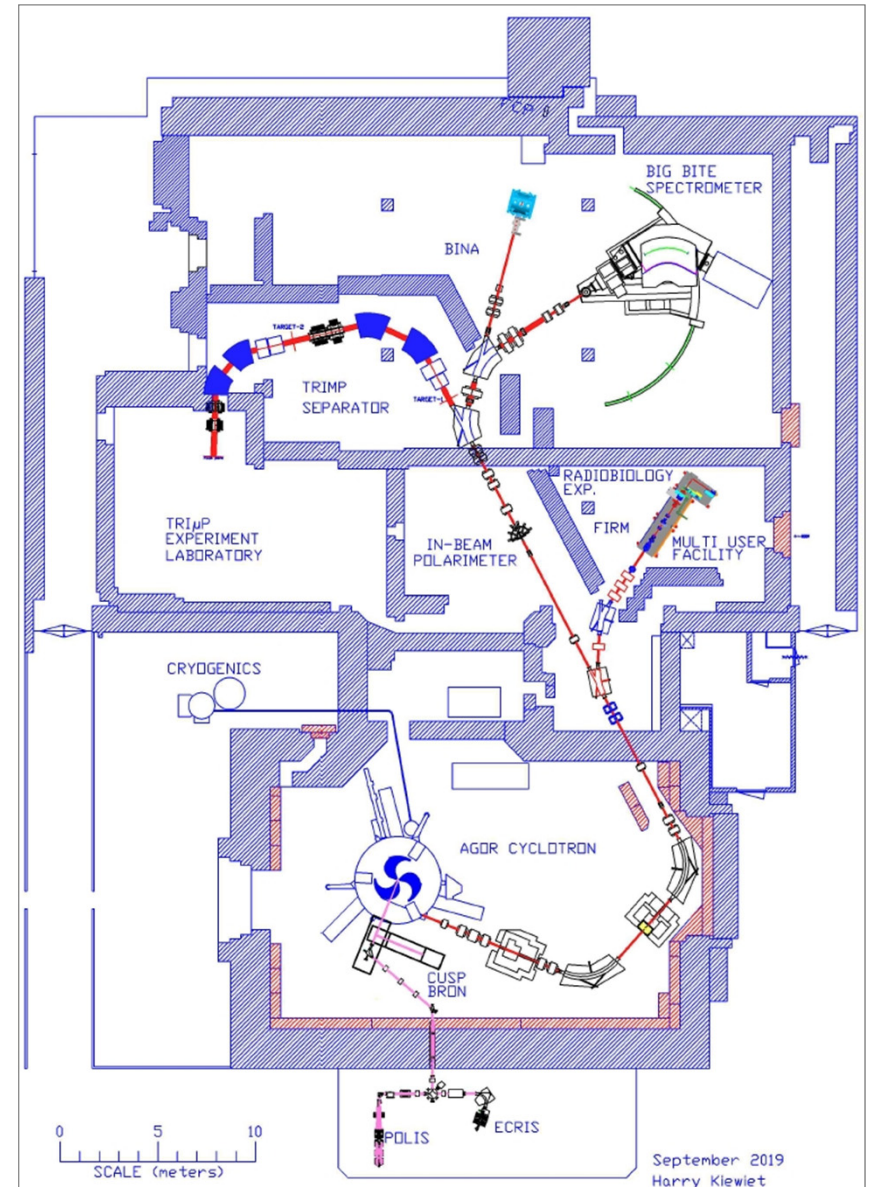 PCP 6
BIG BITE
SPECTROMETER
BINA
TARGET-2
TRIMP
SEPARATOR
TARGET-1
RADIOBIOLOGY
EXP.
FIRM
MULTI USER
FACILITY
TRIμP
EXPERIMENT
LABORATORY
IN-BEAM
POLARIMETER
CRYOGENICS
AGOR CYCLOTRON
CUSP
BRON
POLIS
ECRIS
0 5 10
SCALE (meters)
September 2019
Harry Kiewiet